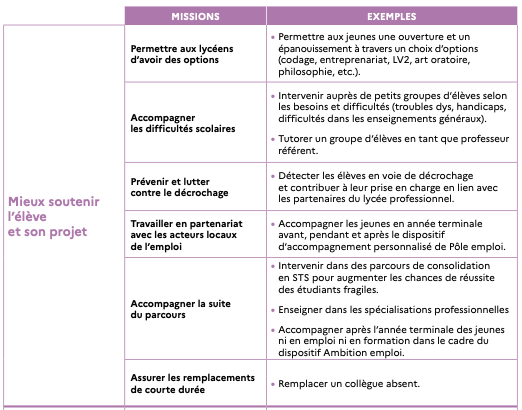 MISSIONS
EXEMPLES
Mieux soutenir
l'élève
et son projet
Permettre aux lycéens
d'avoir des options
• Permettre aux jeunes une ouverture et un
épanouissement à travers un choix d'options
(codage, entreprenariat, LV2, art oratoire,
philosophie, etc.).
Accompagner
les difficultés scolaires
• Intervenir auprès de petits groupes d'élèves selon
les besoins et difficultés (troubles dys, handicaps,
difficultés dans les enseignements généraux).
• Tutorer un groupe d'élèves en tant que professeur
référent.
Prévenir et lutter
contre le décrochage
• Détecter les élèves en voie de décrochage
et contribuer à leur prise en charge en lien avec
les partenaires du lycée professionnel.
Travailler en partenariat
avec les acteurs locaux
de l'emploi
• Accompagner les jeunes en année terminale
avant, pendant et après le dispositif
d'accompagnement personnalisé de Pôle emploi.
Accompagner la suite
du parcours
• Intervenir dans des parcours de consolidation
en STS pour augmenter les chances de réussite
des étudiants fragiles.
• Enseigner dans les spécialisations professionnelles
• Accompagner après l'année terminale des jeunes
ni en emploi ni en formation dans le cadre du
dispositif Ambition emploi.
Assurer les remplacements
de courte durée
• Remplacer un collègue absent.